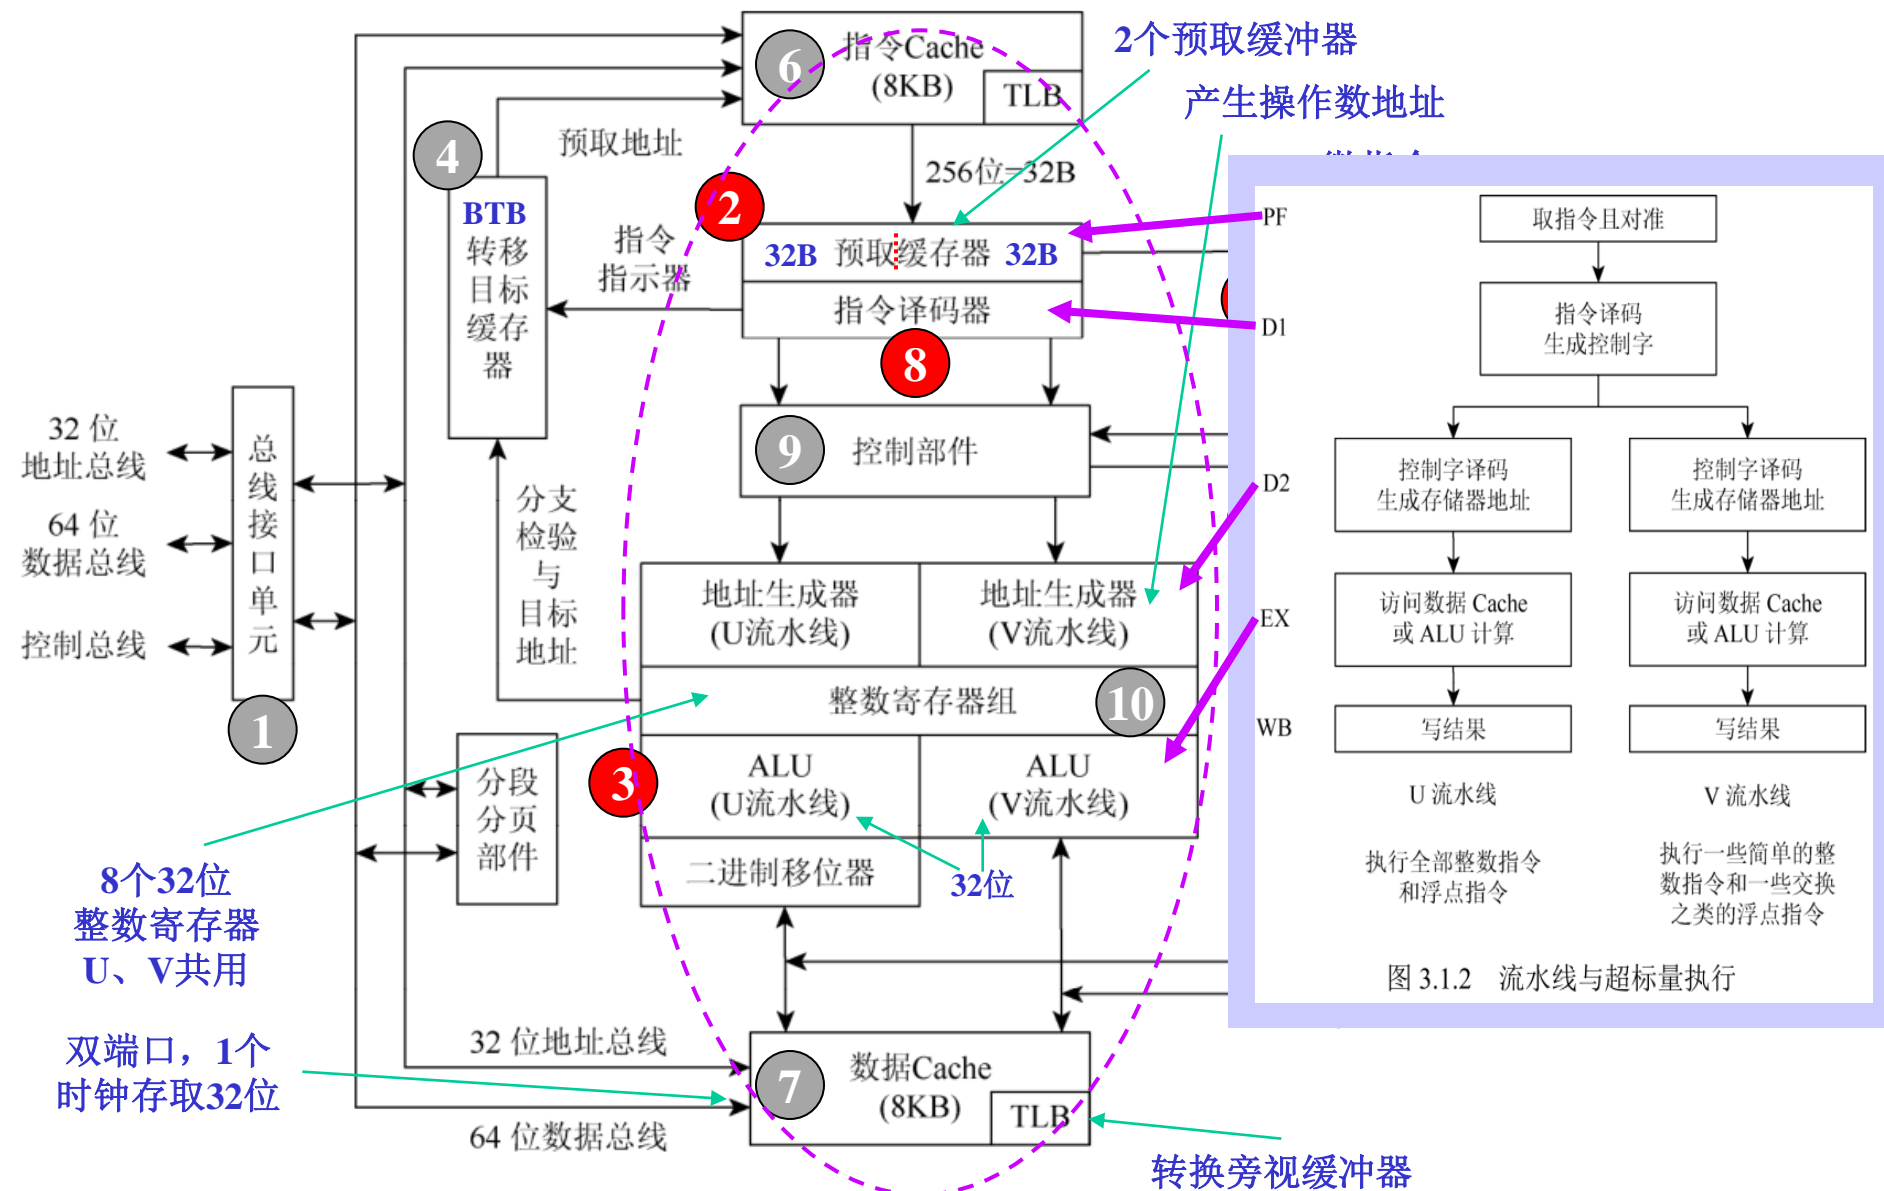 2个预取缓冲器
产生操作数地址
6
指令Cache
(8KB)
TLB
预取地址
4
256位=32B
BTB
转移
目标
缓存
器
2
指令
指示器
32B 预取缓存器 32B
指令译码器
8
9
控制部件
32 位
地址总线
64 位
数据总线
控制总线
总
线
接
口
单
元
1
分支
检验
与
目标
地址
地址生成器
(U流水线)
地址生成器
(V流水线)
整数寄存器组
10
3
ALU
(U流水线)
ALU
(V流水线)
二进制移位器
32位
分段
分页
部件
8个32位
整数寄存器
U、V共用
双端口，1个
时钟存取32位
32 位地址总线
64 位数据总线
7
数据Cache
(8KB)
TLB
转换旁视缓冲器
PF
取指令且对准
D1
指令译码
生成控制字
D2
控制字译码
生成存储器地址
控制字译码
生成存储器地址
EX
访问数据 Cache
或 ALU 计算
访问数据 Cache
或 ALU 计算
WB
写结果
写结果
U 流水线
V 流水线
执行全部整数指令
和浮点指令
执行一些简单的整
数指令和一些交换
之类的浮点指令
图 3.1.2 流水线与超标量执行